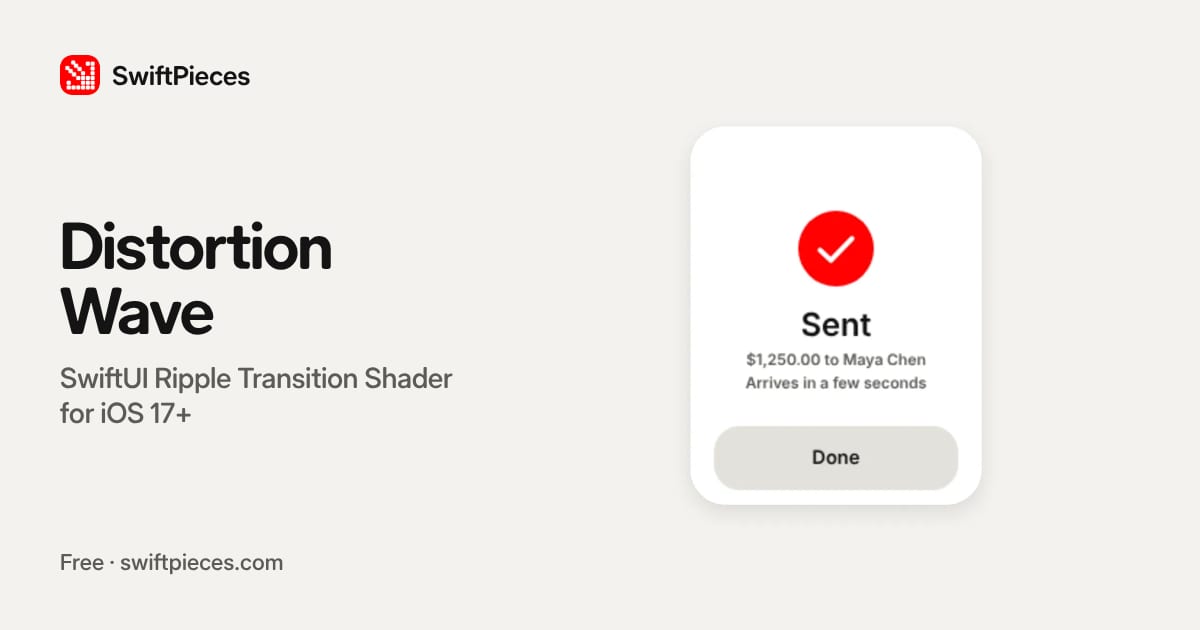 SwiftPieces
Distortion
Wave
SwiftUI Ripple Transition Shader
for iOS 17+
Free · swiftpieces.com
Sent
$1,250.00 to Maya Chen
Arrives in a few seconds
Done